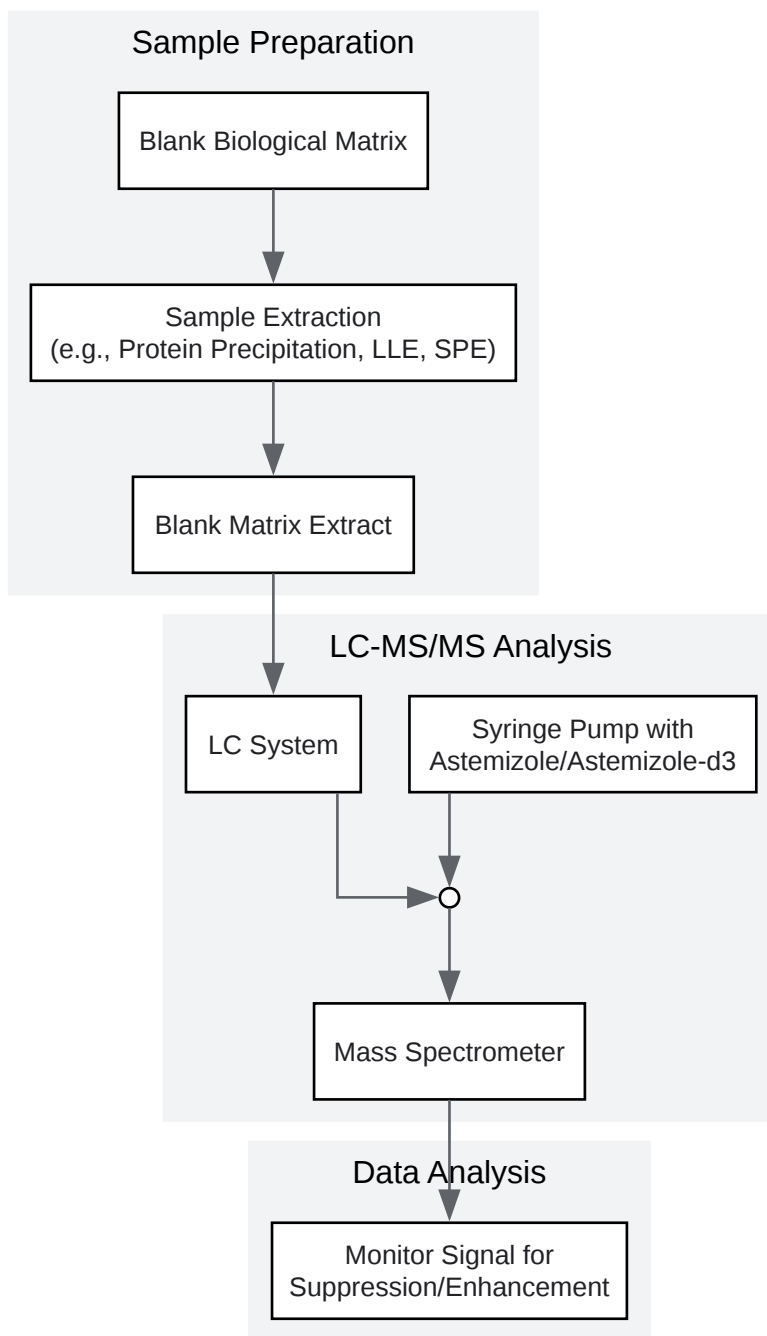 Sample Preparation
Blank Biological Matrix
Sample Extraction
(e.g., Protein Precipitation, LLE, SPE)
Blank Matrix Extract
LC-MS/MS Analysis
LC System
Syringe Pump with
Astemizole/Astemizole-d3
Mass Spectrometer
Data Analysis
Monitor Signal for
Suppression/Enhancement